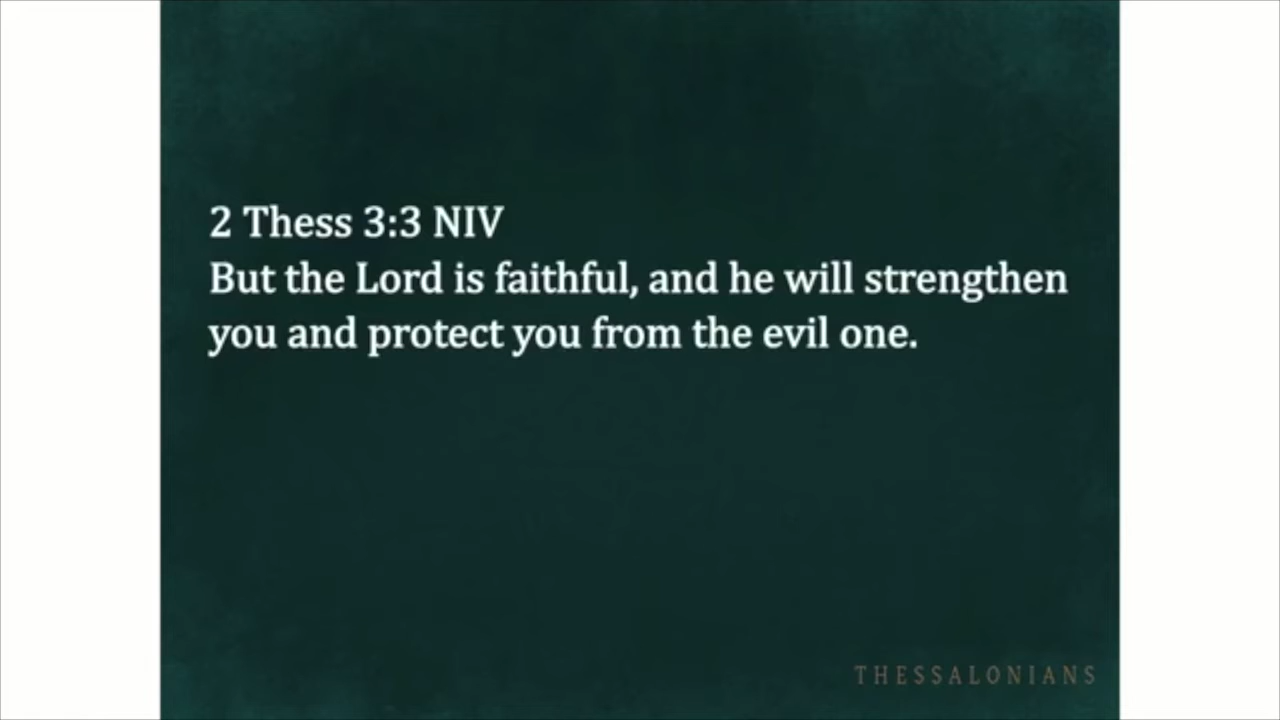 2 Thess 3:3 NIV
But the Lord is faithful, and he will strengthen
you and protect you from the evil one.
THESSALONIANS